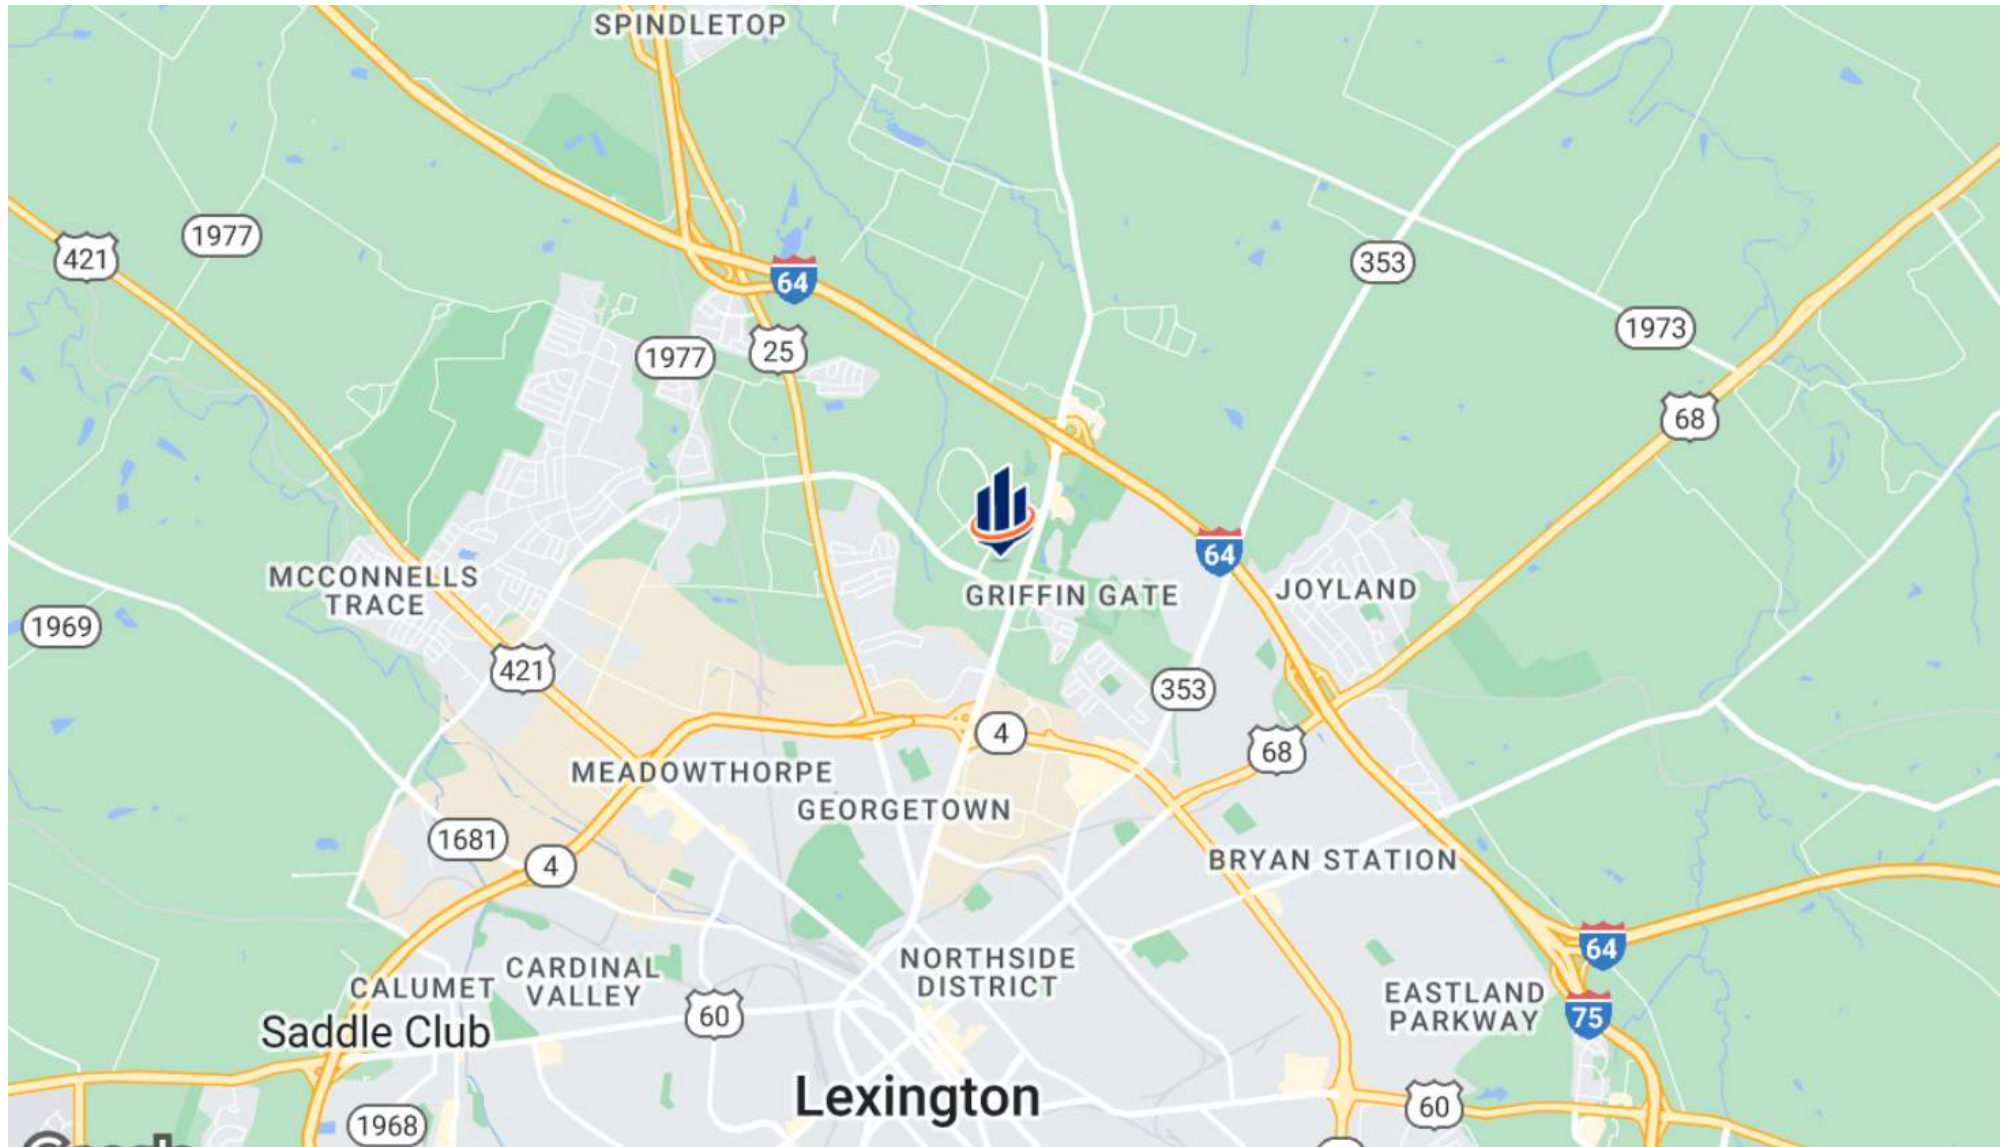 SPINDLETOP
421
1977
64
353
1973
1977
25
68
64
MCCONNELLS
TRACE
GRIFFIN GATE
JOYLAND
1969
421
353
4
68
MEADOWTHORPE
GEORGETOWN
1681
4
BRYAN STATION
64
NORTHSIDE
DISTRICT
CARDINAL
VALLEY
CALUMET
EASTLAND
PARKWAY
60
75
Saddle Club
Lexington
60
1968